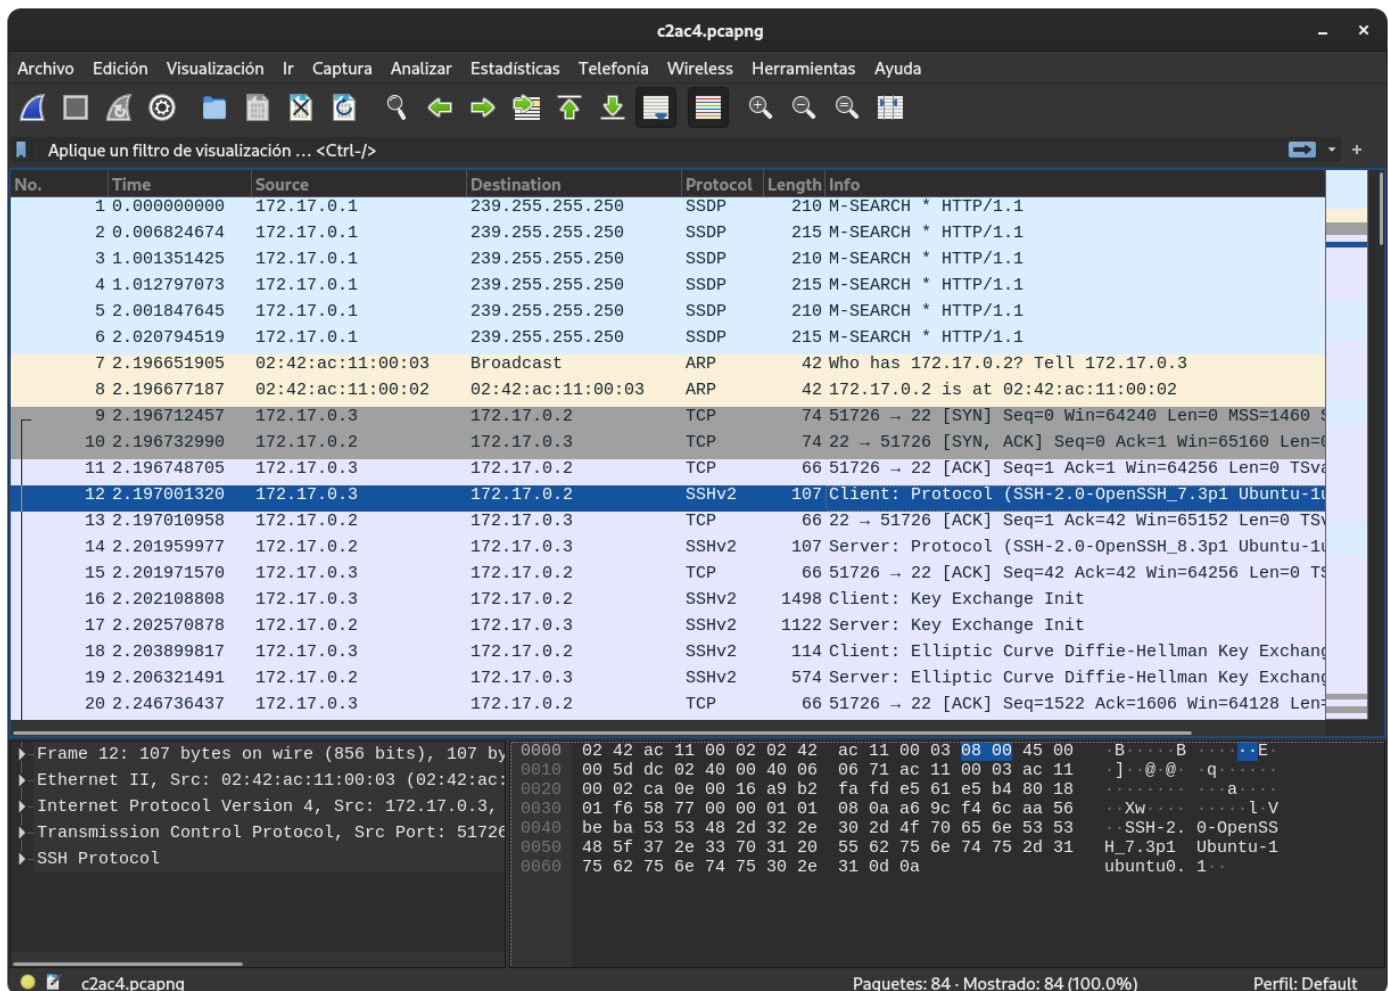 c2ac4.pcapng
Archivo Edición Visualización Ir Captura Analizar Estadísticas Telefonía Wireless Herramientas Ayuda
Aplique un filtro de visualización … <Ctrl-/>
No. Time Source Destination Protocol Length Info
1 0.000000000 172.17.0.1 239.255.255.250 SSDP 210 M-SEARCH * HTTP/1.1
2 0.006824674 172.17.0.1 239.255.255.250 SSDP 215 M-SEARCH * HTTP/1.1
3 1.001351425 172.17.0.1 239.255.255.250 SSDP 210 M-SEARCH * HTTP/1.1
4 1.012797073 172.17.0.1 239.255.255.250 SSDP 215 M-SEARCH * HTTP/1.1
5 2.001847645 172.17.0.1 239.255.255.250 SSDP 210 M-SEARCH * HTTP/1.1
6 2.020794519 172.17.0.1 239.255.255.250 SSDP 215 M-SEARCH * HTTP/1.1
7 2.196651905 02:42:ac:11:00:03 Broadcast ARP 42 Who has 172.17.0.2? Tell 172.17.0.3
8 2.196677187 02:42:ac:11:00:02 02:42:ac:11:00:03 ARP 42 172.17.0.2 is at 02:42:ac:11:00:02
9 2.196712457 172.17.0.3 172.17.0.2 TCP 74 51726 → 22 [SYN] Seq=0 Win=64240 Len=0 MSS=1460 S
10 2.196732990 172.17.0.2 172.17.0.3 TCP 74 22 → 51726 [SYN, ACK] Seq=0 Ack=1 Win=65160 Len=0
11 2.196748705 172.17.0.3 172.17.0.2 TCP 66 51726 → 22 [ACK] Seq=1 Ack=1 Win=64256 Len=0 TSva
12 2.197001320 172.17.0.3 172.17.0.2 SSHv2 107 Client: Protocol (SSH-2.0-OpenSSH_7.3p1 Ubuntu-1u
13 2.197010958 172.17.0.2 172.17.0.3 TCP 66 22 → 51726 [ACK] Seq=1 Ack=42 Win=65152 Len=0 TSv
14 2.201959977 172.17.0.2 172.17.0.3 SSHv2 107 Server: Protocol (SSH-2.0-OpenSSH_8.3p1 Ubuntu-1u
15 2.201971570 172.17.0.3 172.17.0.2 TCP 66 51726 → 22 [ACK] Seq=42 Ack=42 Win=64256 Len=0 TS
16 2.202108808 172.17.0.3 172.17.0.2 SSHv2 1498 Client: Key Exchange Init
17 2.202570878 172.17.0.2 172.17.0.3 SSHv2 1122 Server: Key Exchange Init
18 2.203899817 172.17.0.3 172.17.0.2 SSHv2 114 Client: Elliptic Curve Diffie-Hellman Key Exchang
19 2.206321491 172.17.0.2 172.17.0.3 SSHv2 574 Server: Elliptic Curve Diffie-Hellman Key Exchang
20 2.246736437 172.17.0.3 172.17.0.2 TCP 66 51726 → 22 [ACK] Seq=1522 Ack=1606 Win=64128 Len=
Frame 12: 107 bytes on wire (856 bits), 107 by
Ethernet II, Src: 02:42:ac:11:00:03 (02:42:ac:
Internet Protocol Version 4, Src: 172.17.0.3,
Transmission Control Protocol, Src Port: 51726
SSH Protocol
0000 02 42 ac 11 00 02 02 42 ac 11 00 03 08 00 45 00 ·B·····B ······E·
0010 00 5d dc 02 40 00 40 06 06 71 ac 11 00 03 ac 11 ·]··@·@· ·q······
0020 00 02 ca 0e 00 16 a9 b2 fa fd e5 61 e5 b4 80 18 ········ ···a····
0030 01 f6 58 77 00 00 01 01 08 0a a6 9c f4 6c aa 56 ··Xw···· ·····l·V
0040 be ba 53 53 48 2d 32 2e 30 2d 4f 70 65 6e 53 53 ··SSH-2. 0-OpenSS
0050 48 5f 37 2e 33 70 31 20 55 62 75 6e 74 75 2d 31 H_7.3p1 Ubuntu-1
0060 75 62 75 6e 74 75 30 2e 31 0d 0a ubuntu0. 1··
c2ac4.pcapng Paquetes: 84 · Mostrado: 84 (100.0%) Perfil: Default